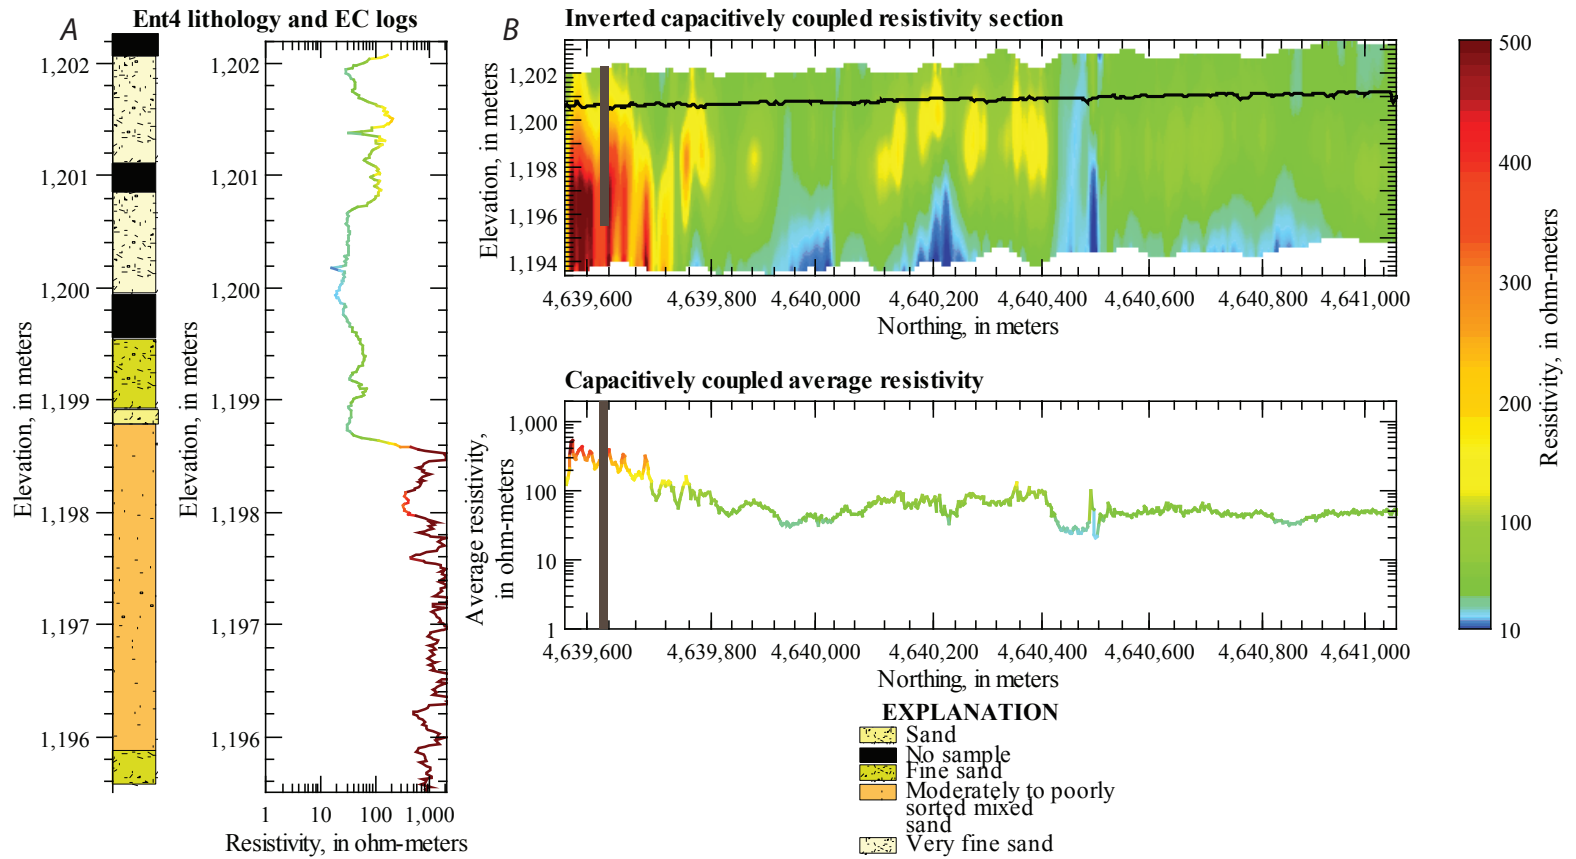 A
Ent4 lithology and EC logs
Elevation, in meters
1,202
1,201
1,200
1,199
1,198
1,197
1,196
Elevation, in meters
1,202
1,201
1,200
1,199
1,198
1,197
1,196
1 10 100 1,000
Resistivity, in ohm-meters
B
Inverted capacitively coupled resistivity section
Elevation, in meters
1,202
1,200
1,198
1,196
1,194
4,639,600 4,639,800 4,640,000 4,640,200 4,640,400 4,640,600 4,640,800 4,641,000
Northing, in meters
Capacitively coupled average resistivity
Average resistivity,
in ohm-meters
1,000
100
10
1
4,639,600 4,639,800 4,640,000 4,640,200 4,640,400 4,640,600 4,640,800 4,641,000
Northing, in meters
500
400
300
200
100
10
Resistivity, in ohm-meters
EXPLANATION
Sand
No sample
Fine sand
Moderately to poorly
sorted mixed
sand
Very fine sand